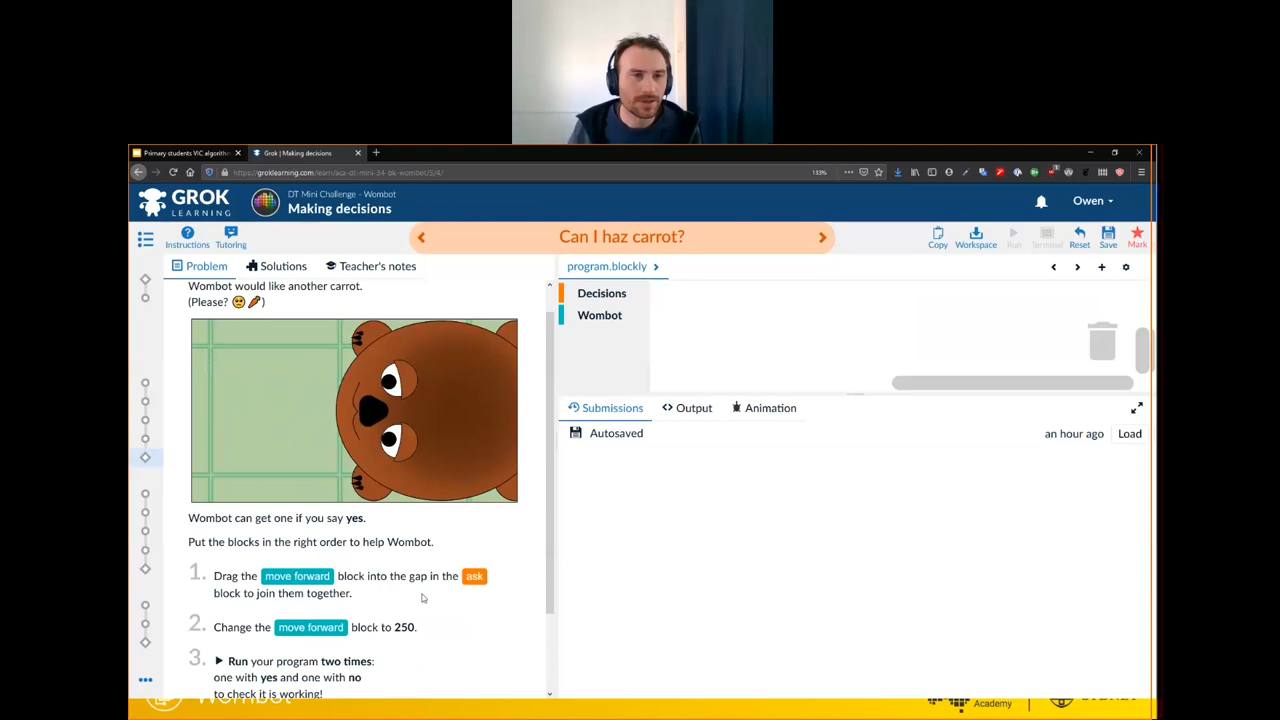 Primary students VIC algorithm
Grok | Making decisions
https://groklearning.com/learn/aca-dt-mini-34-bk-wombot/3/4/
133%
GROK
LEARNING
DT Mini Challenge - Wombot
Making decisions
Owen
Instructions
Tutoring
Can I haz carrot?
Copy
Workspace
Run
Terminal
Reset
Save
Mark
Problem
Solutions
Teacher's notes
program.blockly
Wombot would like another carrot.
(Please? 🥺 🥕)
Decisions
Wombot
Submissions
Output
Animation
Autosaved
an hour ago
Load
Wombot can get one if you say yes.
Put the blocks in the right order to help Wombot.
1. Drag the move forward block into the gap in the ask
block to join them together.
2. Change the move forward block to 250.
3. Run your program two times:
one with yes and one with no
to check it is working!
Academy